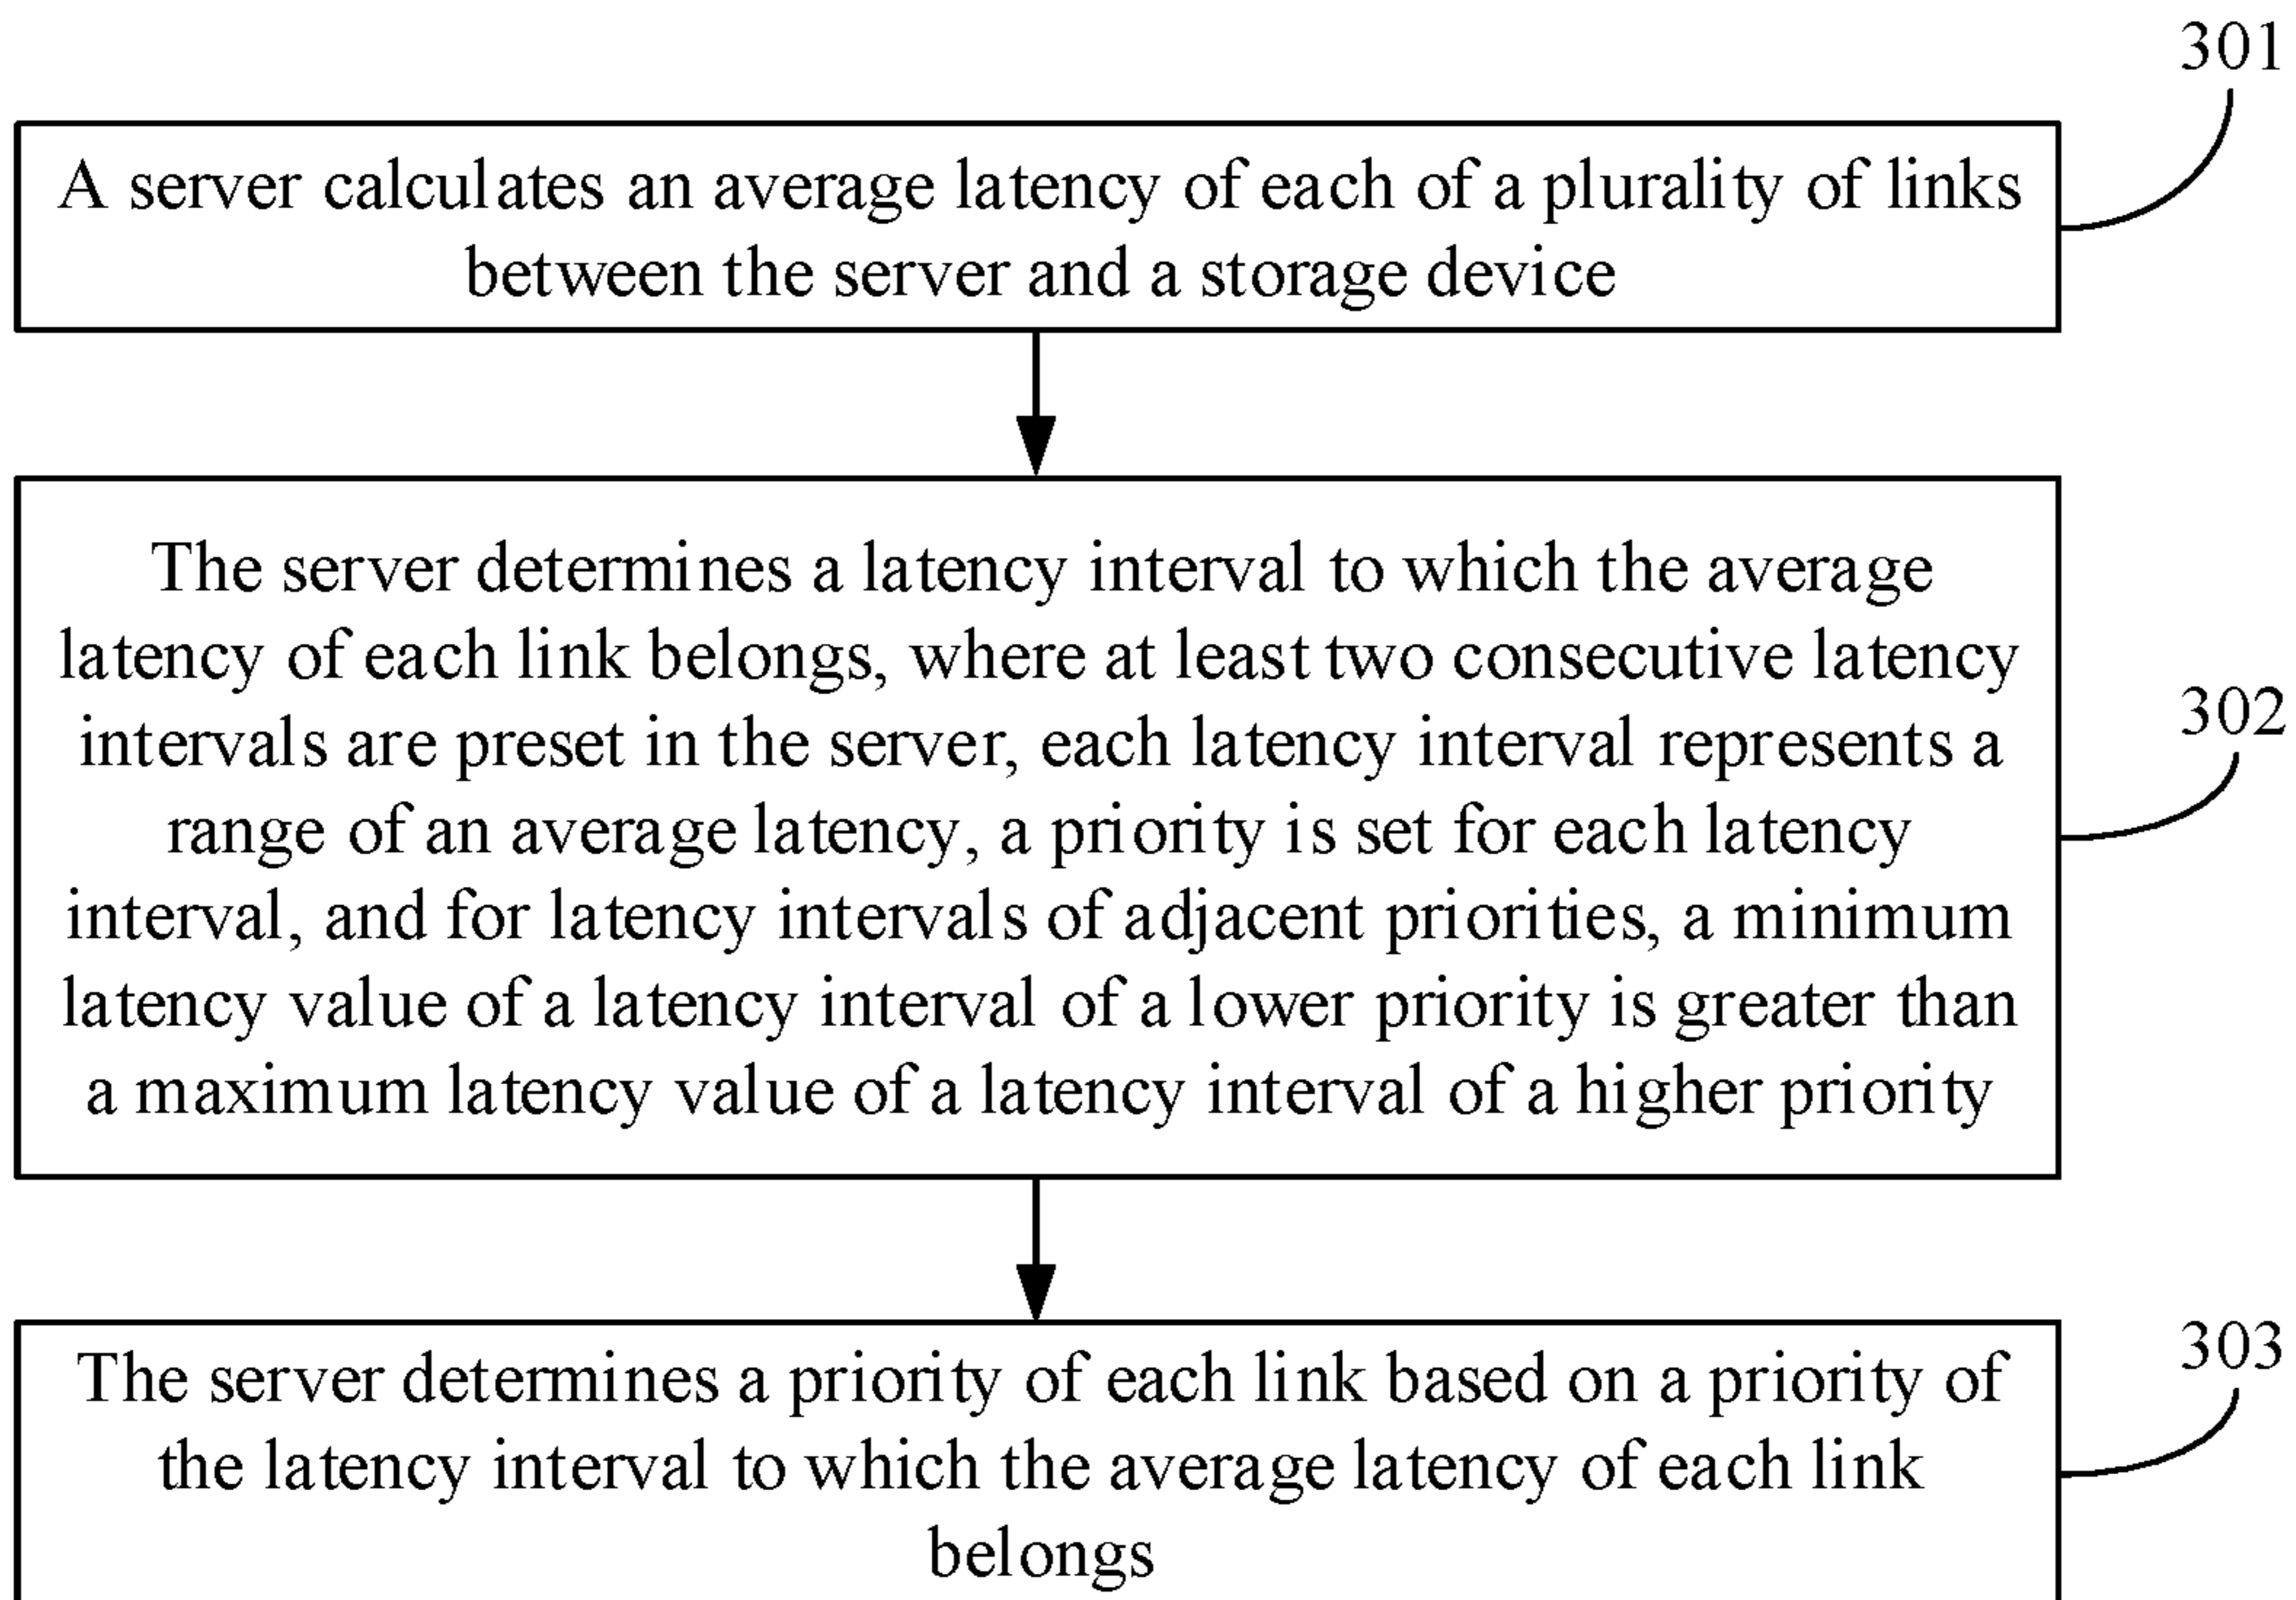 301
A server calculates an average latency of each of a plurality of links
between the server and a storage device
The server determines a latency interval to which the average
latency of each link belongs, where at least two consecutive latency
intervals are preset in the server, each latency interval represents a
range of an average latency, a priority is set for each latency
interval, and for latency intervals of adjacent priorities, a minimum
latency value of a latency interval of a lower priority is greater than
a maximum latency value of a latency interval of a higher priority
302
The server determines a priority of each link based on a priority of
the latency interval to which the average latency of each link
belongs
303